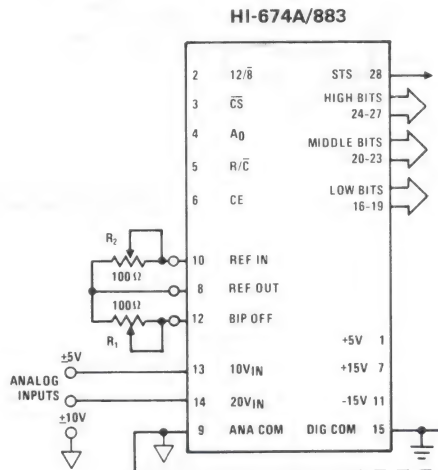 HI-674A/883
2 12/8̅ STS 28
3 C̅S̅ HIGH BITS
24-27
4 A0 MIDDLE BITS
20-23
5 R/C̅
6 CE LOW BITS
16-19
R2
100Ω 10 REF IN
8 REF OUT
100Ω 12 BIP OFF
R1
+5V 1
±5V 13 10VIN +15V 7
ANALOG
INPUTS 14 20VIN -15V 11
±10V
9 ANA COM DIG COM 15